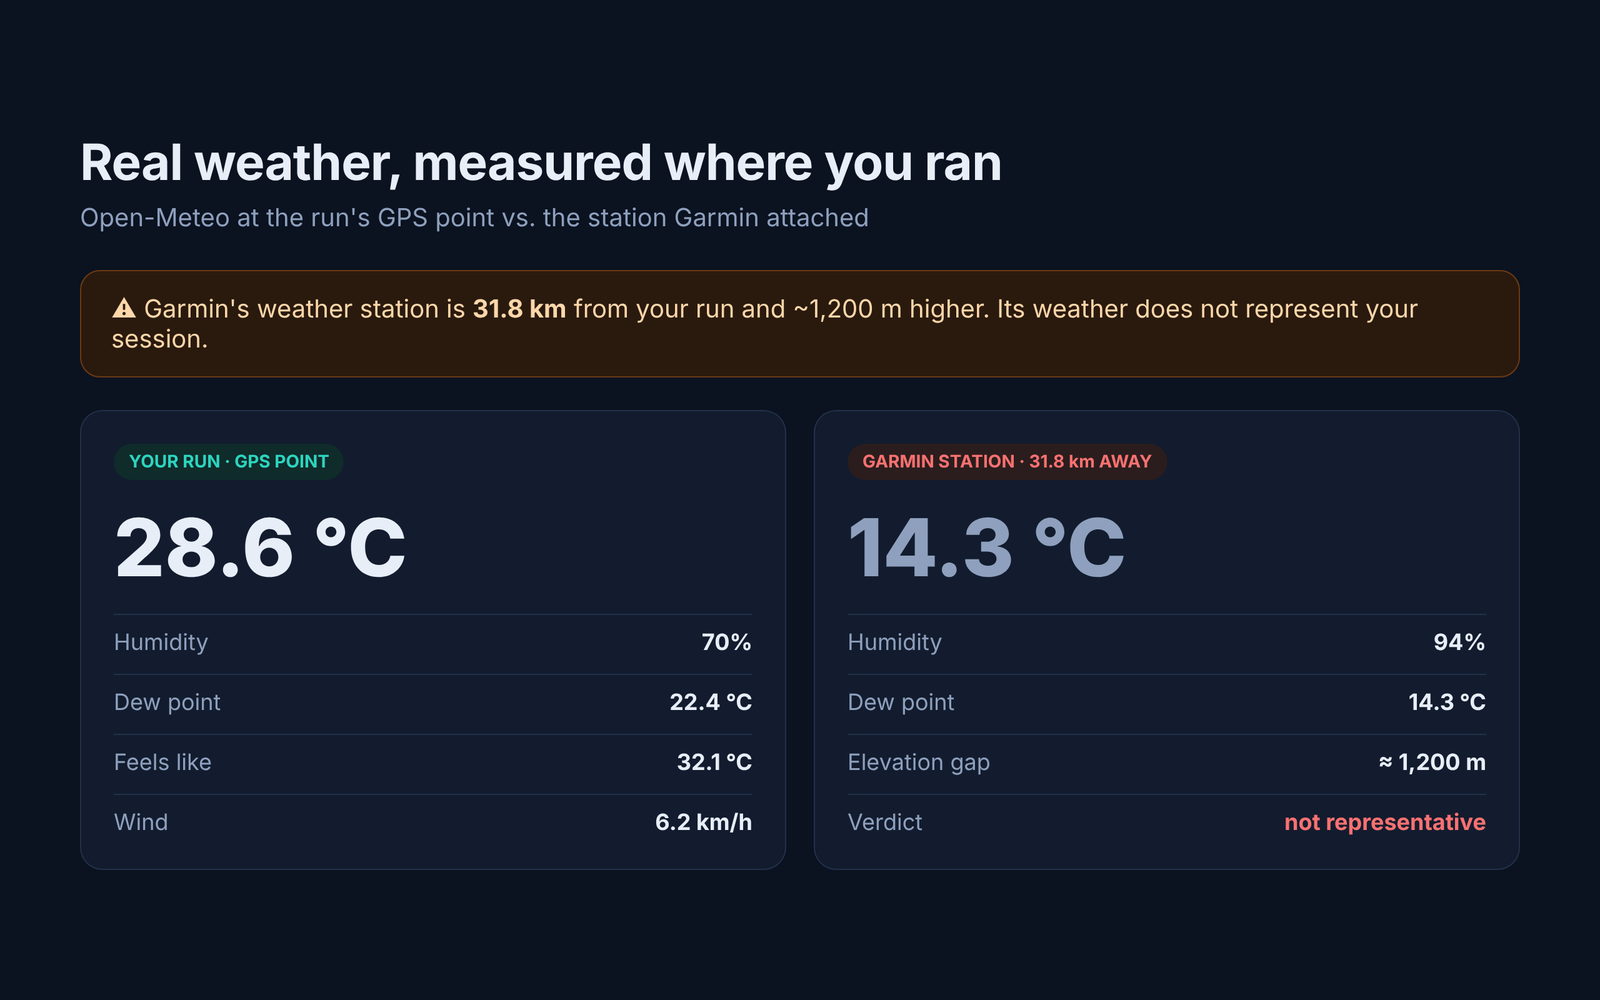 Real weather, measured where you ran
Open-Meteo at the run's GPS point vs. the station Garmin attached
⚠ Garmin's weather station is 31.8 km from your run and ~1,200 m higher. Its weather does not represent your
session.
YOUR RUN · GPS POINT
28.6 °C
Humidity 70%
Dew point 22.4 °C
Feels like 32.1 °C
Wind 6.2 km/h
GARMIN STATION · 31.8 km AWAY
14.3 °C
Humidity 94%
Dew point 14.3 °C
Elevation gap ≈ 1,200 m
Verdict not representative